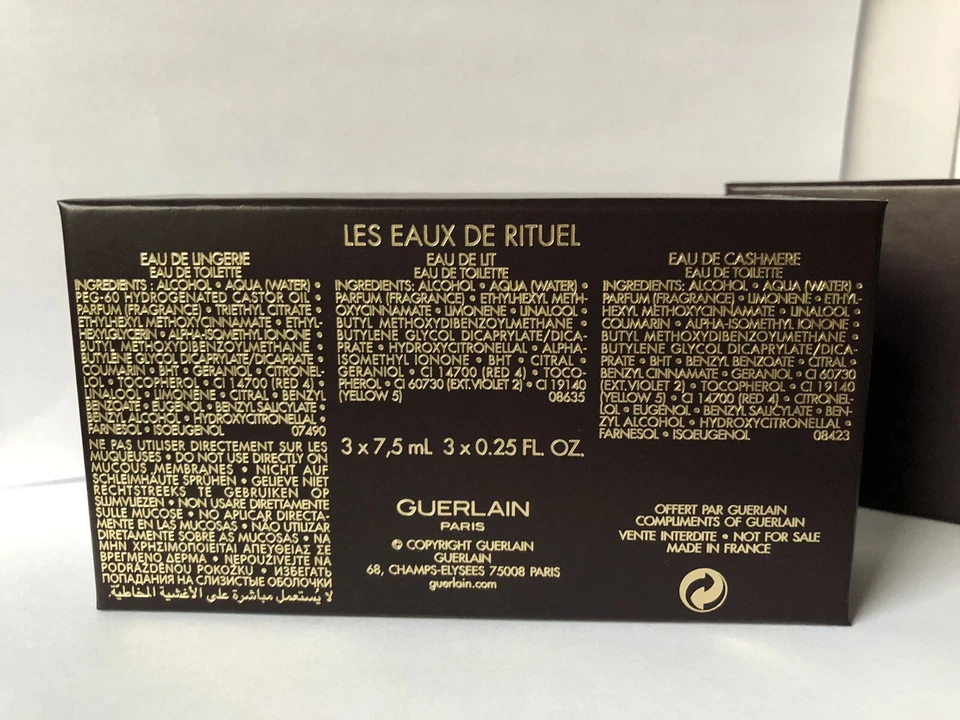 LES EAUX DE RITUEL
EAU DE LINGERIE
EAU DE TOILETTE
INGREDIENTS : ALCOHOL • AQUA (WATER) •
PEG-60 HYDROGENATED CASTOR OIL •
PARFUM (FRAGRANCE) • TRIETHYL CITRATE •
ETHYLHEXYL METHOXYCINNAMATE • ETHYL-
HEXYL
METHOXYDIBENZOYLMETHANE •
BUTYLENE GLYCOL DICAPRYLATE/DICAPRATE •
COUMARIN • BHT • GERANIOL • CITRONEL-
LOL • TOCOPHEROL • CI 14700 (RED 4) •
LINALOOL • LIMONENE • CITRAL • BENZYL
BENZOATE • EUGENOL • BENZYL SALICYLATE •
BENZYL ALCOHOL • HYDROXYCITRONELLAL •
FARNESOL • ISOEUGENOL 07490
NE PAS UTILISER DIRECTEMENT SUR LES
MUQUEUSES • DO NOT USE DIRECTLY ON
MUCOUS MEMBRANES • NICHT AUF
SCHLEIMHÄUTE SPRÜHEN • GELIEVE NIET
RECHTSTREEKS TE GEBRUIKEN OP
SLIJMVLIEZEN • NON USARE DIRETTAMENTE
SULLE MUCOSE • NO APLICAR DIRECTA-
MENTE EN LAS MUCOSAS • NÃO UTILIZAR
DIRETAMENTE SOBRE AS MUCOSAS • ΝΑ
ΜΗΝ ΧΡΗΣΙΜΟΠΟΙΕΙΤΑΙ ΑΠΕΥΘΕΙΑΣ ΣΕ
ΒΡΕΓΜΕΝΟ ΔΕΡΜΑ • NEPOUŽÍVEJTE NA
PODRÁŽDĚNOU POKOŽKU • ИЗБЕГАТЬ
ПОПАДАНИЯ НА СЛИЗИСТЫЕ ОБОЛОЧКИ
لا يُستعمل مباشرة على الأغشية المخاطية.
EAU DE LIT
EAU DE TOILETTE
INGREDIENTS : ALCOHOL • AQUA (WATER) •
PARFUM (FRAGRANCE) • ETHYLHEXYL METH-
OXYCINNAMATE • LIMONENE • LINALOOL •
BUTYL METHOXYDIBENZOYLMETHANE •
BUTYLENE GLYCOL DICAPRYLATE/DICA-
PRATE • HYDROXYCITRONELLAL • ALPHA-
ISOMETHYL IONONE • BHT • CITRAL •
GERANIOL • CI 14700 (RED 4) • TOCO-
PHEROL • CI 60730 (EXT. VIOLET 2) • CI 19140
(YELLOW 5) 08635
3 x 7,5 mL 3 x 0.25 FL. OZ.
GUERLAIN
PARIS
© COPYRIGHT GUERLAIN
GUERLAIN
68, CHAMPS-ELYSEES 75008 PARIS
guerlain.com
EAU DE CASHMERE
EAU DE TOILETTE
INGREDIENTS : ALCOHOL • AQUA (WATER) •
PARFUM (FRAGRANCE) • LIMONENE • ETHYL-
HEXYL METHOXYCINNAMATE • LINALOOL •
COUMARIN • ALPHA-ISOMETHYL IONONE •
BUTYL METHOXYDIBENZOYLMETHANE •
BUTYLENE GLYCOL DICAPRYLATE/DICA-
PRATE • BHT • BENZYL BENZOATE • CITRAL •
BENZYL CINNAMATE • GERANIOL • CI 60730
(EXT. VIOLET 2) • TOCOPHEROL • CI 19140
(YELLOW 5) • CI 14700 (RED 4) • CITRONEL-
LOL • EUGENOL • BENZYL SALICYLATE • BEN-
ZYL ALCOHOL • HYDROXYCITRONELLAL •
FARNESOL • ISOEUGENOL 08423
OFFERT PAR GUERLAIN
COMPLIMENTS OF GUERLAIN
VENTE INTERDITE • NOT FOR SALE
MADE IN FRANCE